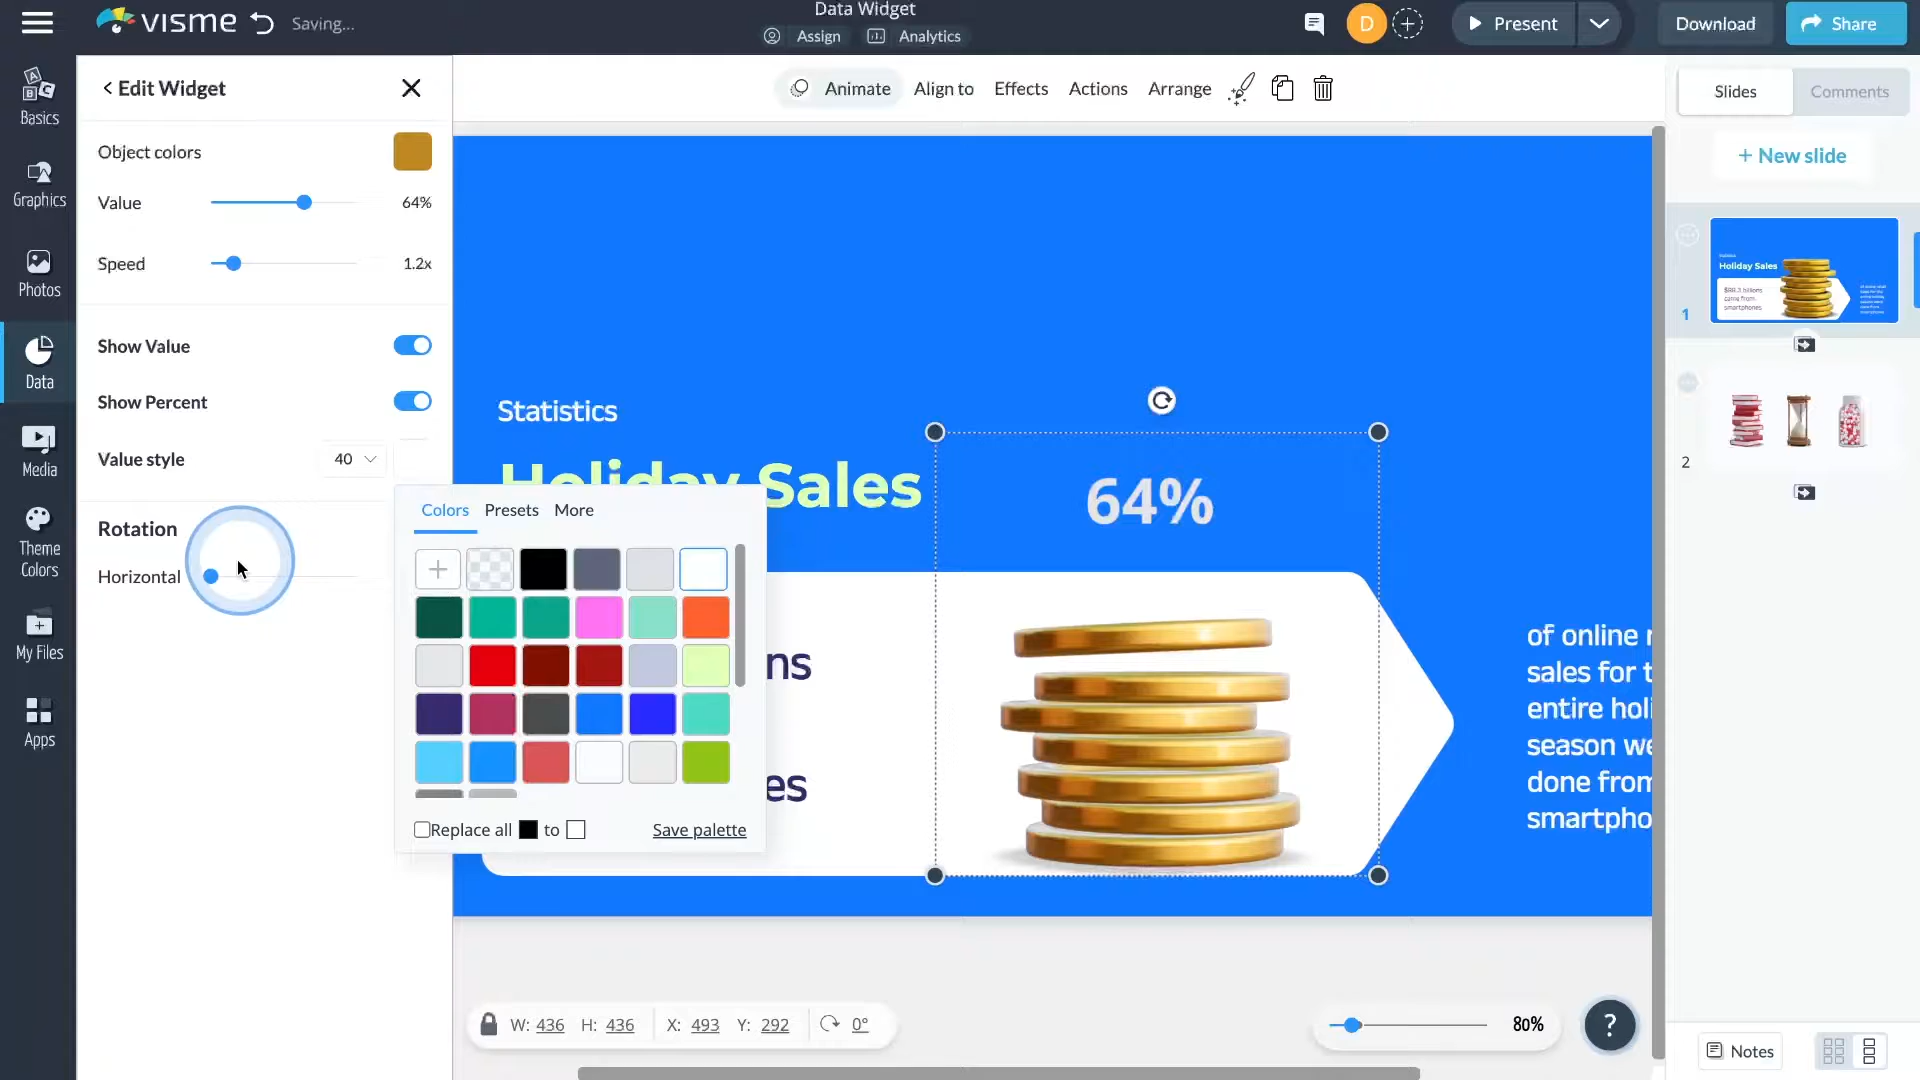 visme
Saving...
Data Widget
Assign
Analytics
D
Present
Download
Share
Basics
Graphics
Photos
Data
Media
Theme
Colors
My Files
Apps
Edit Widget
Object colors
Value
64%
Speed
1.2x
Show Value
Show Percent
Value style
40
Rotation
Horizontal
Colors
Presets
More
Replace all
to
Save palette
Animate
Align to
Effects
Actions
Arrange
Statistics
Holiday Sales
64%
ns
es
of online
sales for t
entire holi
season we
done from
smartpho
W: 436
H: 436
X: 493
Y: 292
0°
80%
?
Slides
Comments
+ New slide
Holiday Sales
came from
smartphones
1
2
Notes